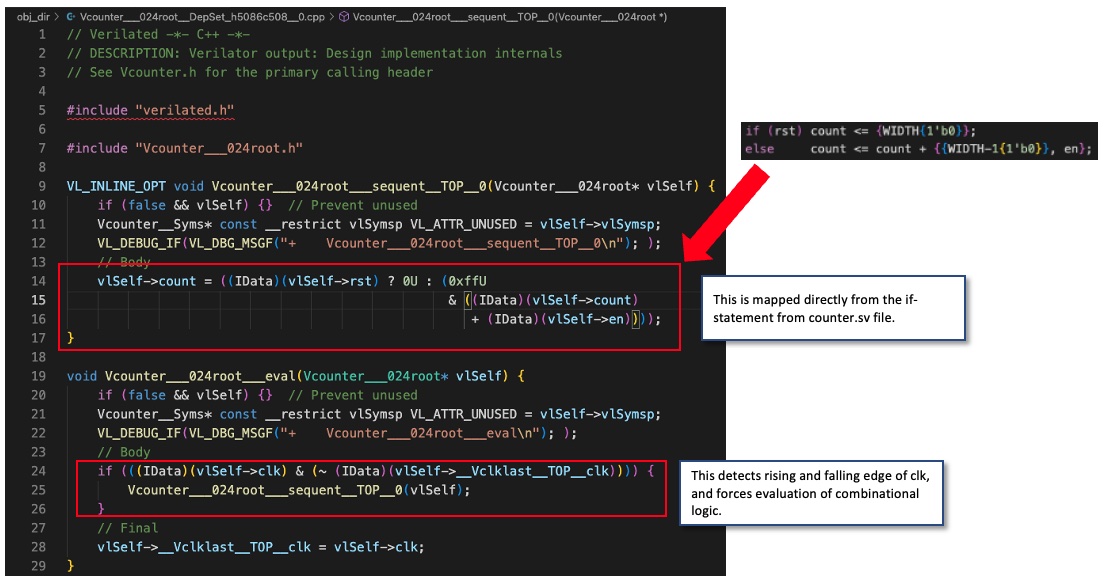 obj_dir > Vcounter___024root__DepSet_h5086c508__0.cpp > Vcounter___024root___sequent__TOP__0(Vcounter___024root *)
1 // Verilated -*- C++ -*-
2 // DESCRIPTION: Verilator output: Design implementation internals
3 // See Vcounter.h for the primary calling header
4
5 #include "verilated.h"
6
7 #include "Vcounter___024root.h"
8
9 VL_INLINE_OPT void Vcounter___024root___sequent__TOP__0(Vcounter___024root* vlSelf) {
10 if (false && vlSelf) {} // Prevent unused
11 Vcounter__Syms* const __restrict vlSymsp VL_ATTR_UNUSED = vlSelf->vlSymsp;
12 VL_DEBUG_IF(VL_DBG_MSGF("+    Vcounter___024root___sequent__TOP__0\n"); );
13 // Body
14 vlSelf->count = ((IData)(vlSelf->rst) ? 0U : (0xffU
15 & ((IData)(vlSelf->count)
16 + (IData)(vlSelf->en))));
17 }
18
19 void Vcounter___024root___eval(Vcounter___024root* vlSelf) {
20 if (false && vlSelf) {} // Prevent unused
21 Vcounter__Syms* const __restrict vlSymsp VL_ATTR_UNUSED = vlSelf->vlSymsp;
22 VL_DEBUG_IF(VL_DBG_MSGF("+    Vcounter___024root___eval\n"); );
23 // Body
24 if (((IData)(vlSelf->clk) & (~ (IData)(vlSelf->__Vclklast__TOP__clk)))) {
25 Vcounter___024root___sequent__TOP__0(vlSelf);
26 }
27 // Final
28 vlSelf->__Vclklast__TOP__clk = vlSelf->clk;
29 }
if (rst) count <= {WIDTH{1'b0}};
else count <= count + {{WIDTH-1{1'b0}}, en};
This is mapped directly from the if-
statement from counter.sv file.
This detects rising and falling edge of clk,
and forces evaluation of combinational
logic.